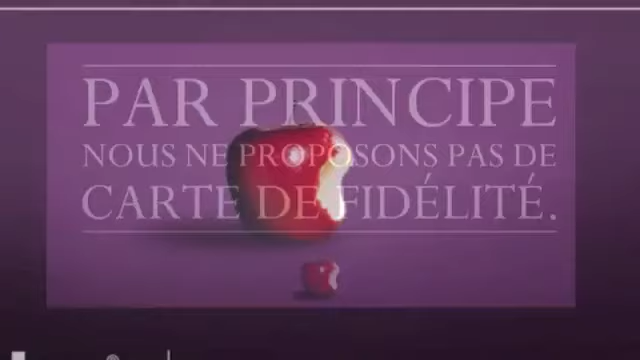 PAR PRINCIPE
NOUS NE PROPOSONS PAS DE
CARTE DE FIDÉLITÉ.